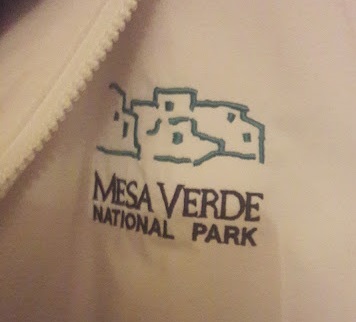 MESA VERDE
NATIONAL PARK